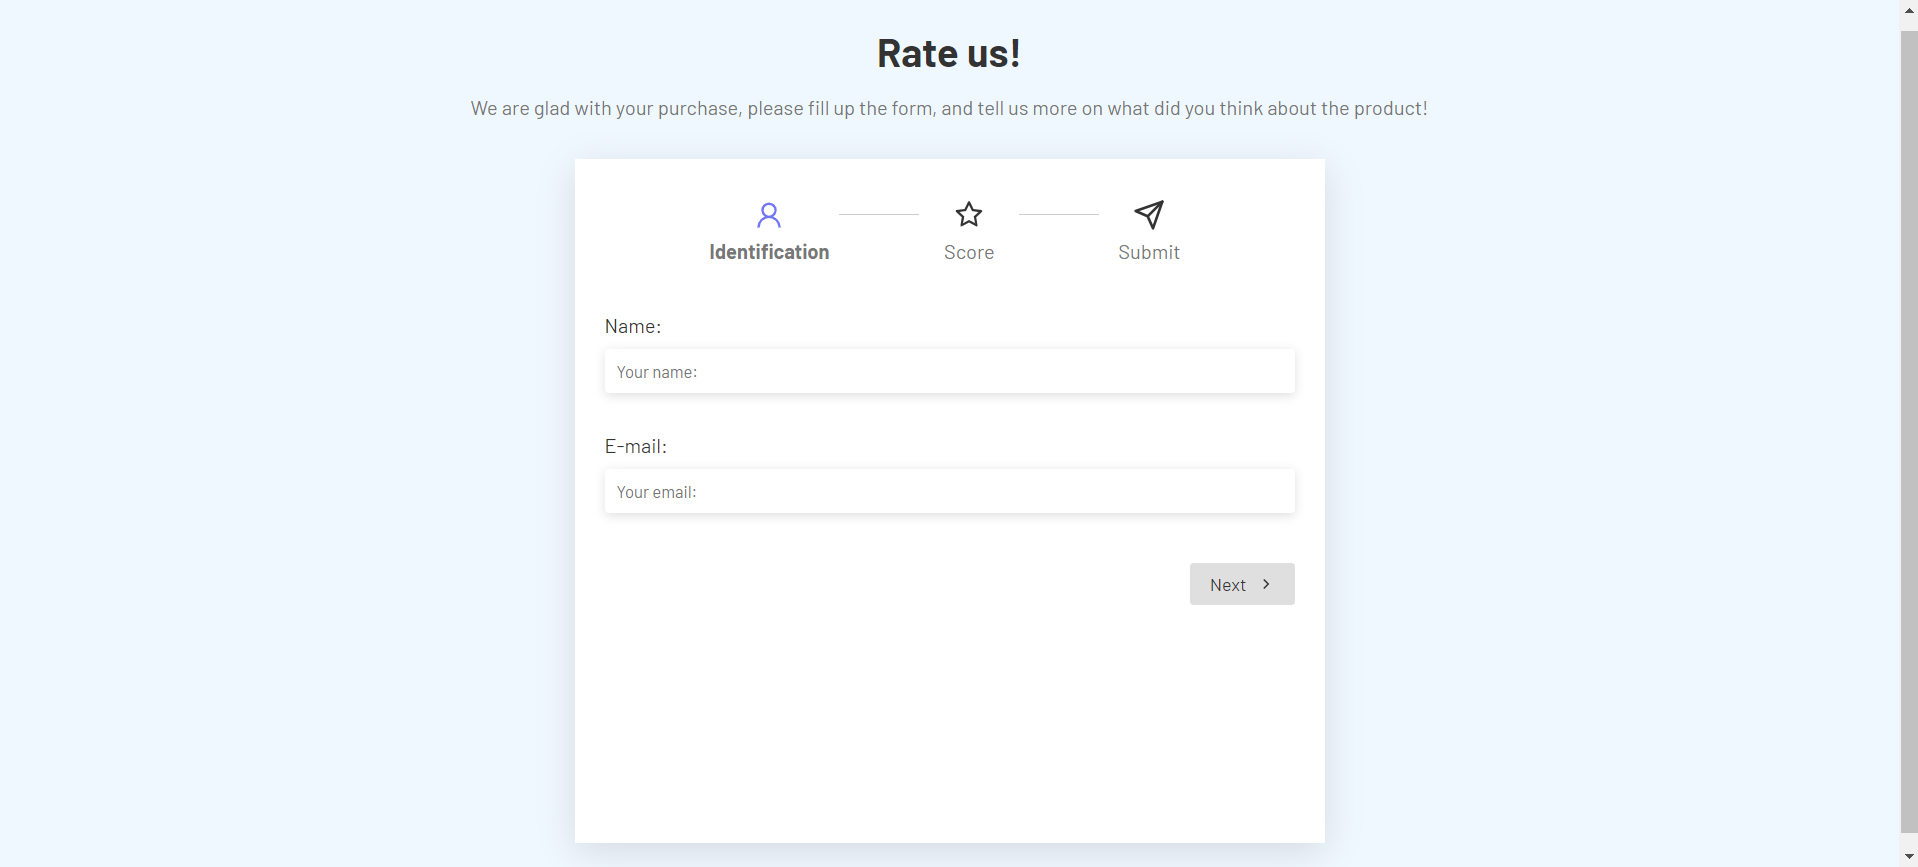 Rate us!
We are glad with your purchase, please fill up the form, and tell us more on what did you think about the product!
Identification
Score
Submit
Name:
Your name:
E-mail:
Your email:
Next